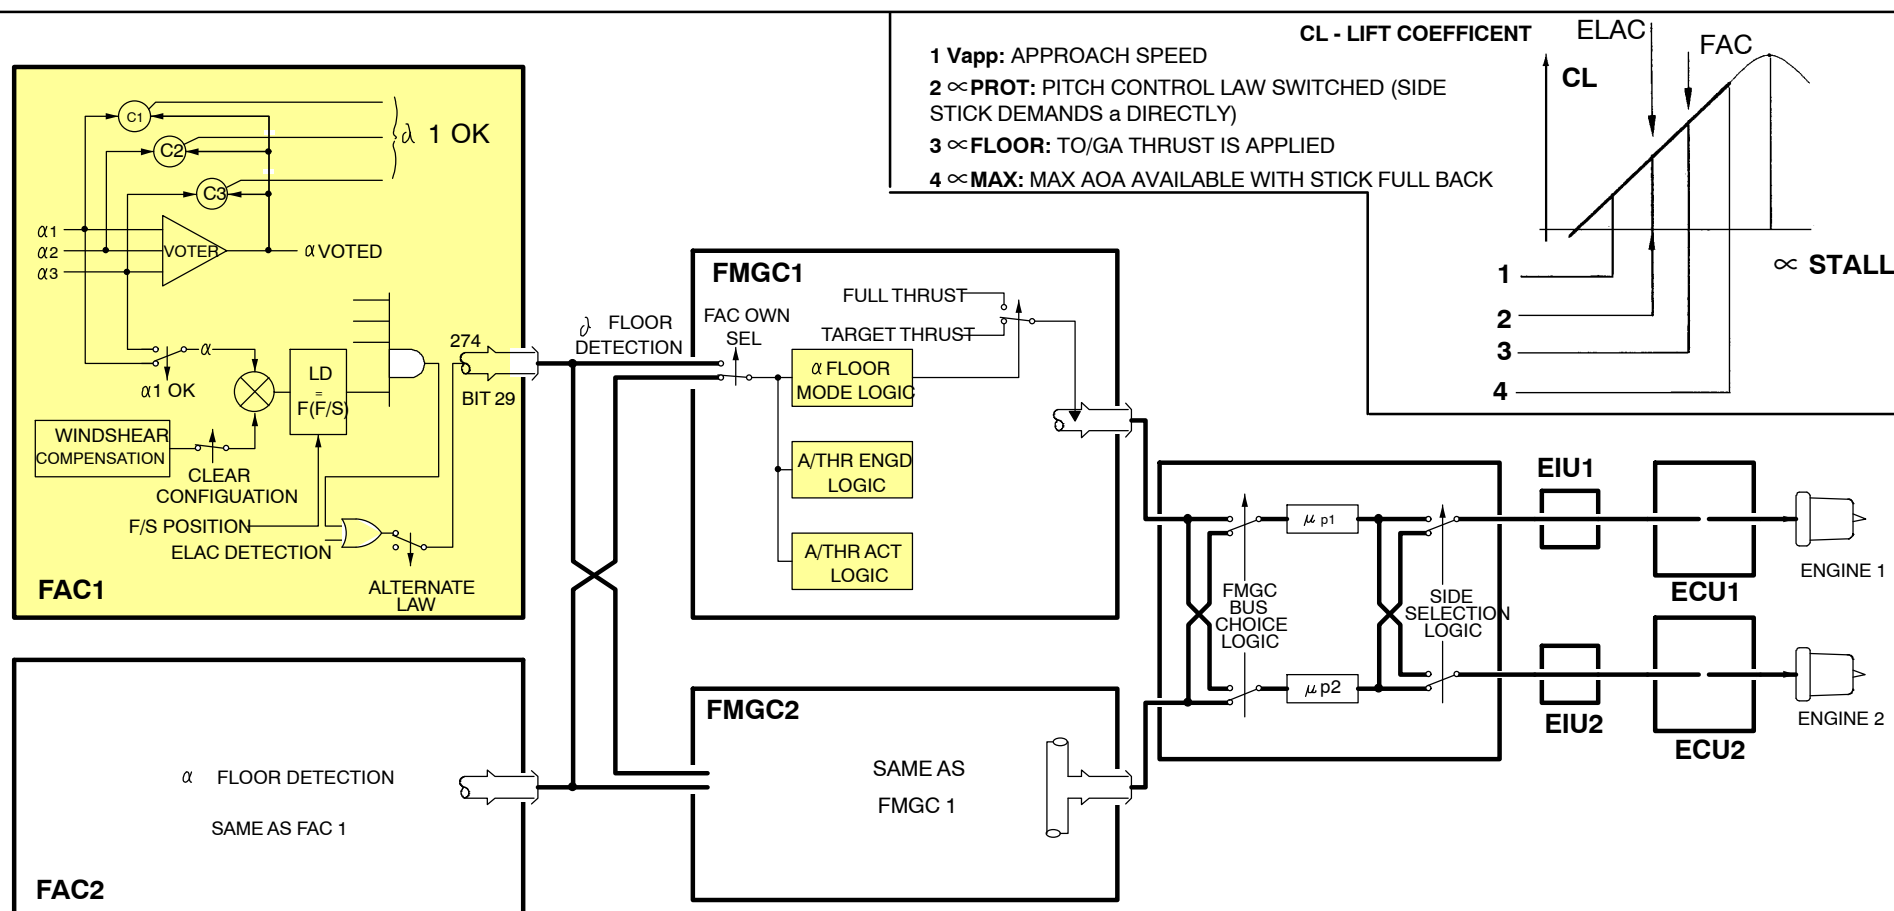 1 Vapp: APPROACH SPEED
2 ∝PROT: PITCH CONTROL LAW SWITCHED (SIDE
STICK DEMANDS a DIRECTLY)
3 ∝FLOOR: TO/GA THRUST IS APPLIED
4 ∝MAX: MAX AOA AVAILABLE WITH STICK FULL BACK
CL - LIFT COEFFICENT
ELAC
FAC
CL
∝ STALL
1
2
3
4
C1
C2
C3
∂ 1 OK
α1
α2
α3
VOTER
α VOTED
α
α1 OK
LD
=
F(F/S)
WINDSHEAR
COMPENSATION
CLEAR
CONFIGUATION
F/S POSITION
ELAC DETECTION
ALTERNATE
LAW
274
BIT 29
FAC1
∂ FLOOR
DETECTION
FMGC1
FAC OWN
SEL
FULL THRUST
TARGET THRUST
α FLOOR
MODE LOGIC
A/THR ENGD
LOGIC
A/THR ACT
LOGIC
FMGC
BUS
CHOICE
LOGIC
μ p1
μ p2
SIDE
SELECTION
LOGIC
EIU1
ECU1
ENGINE 1
EIU2
ECU2
ENGINE 2
α FLOOR DETECTION
SAME AS FAC 1
FAC2
FMGC2
SAME AS
FMGC 1